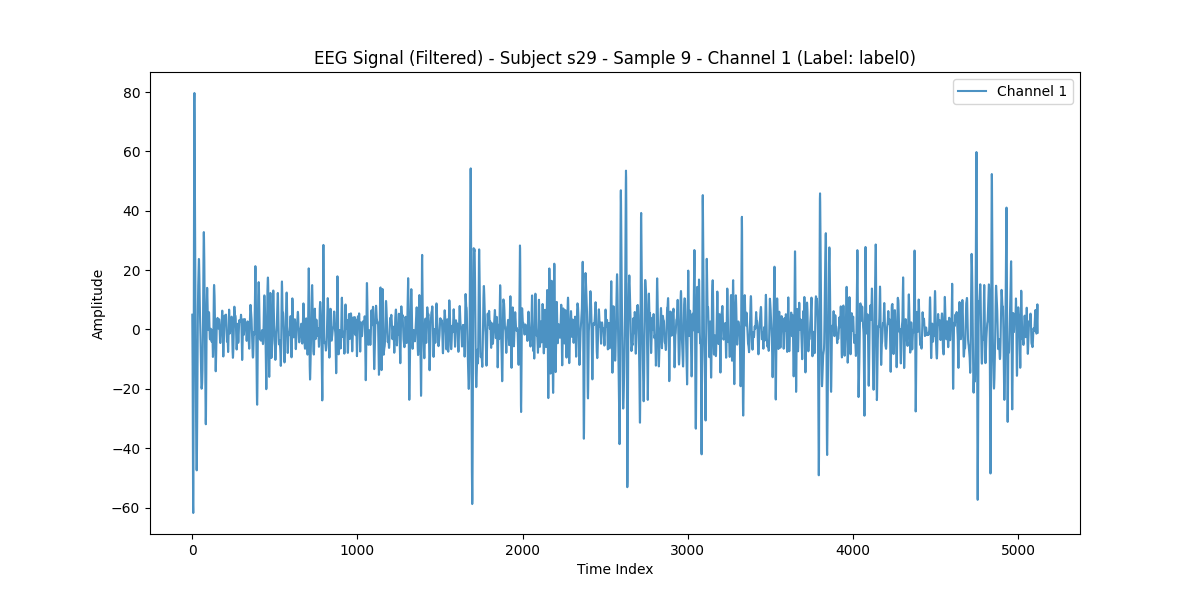 EEG Signal (Filtered) - Subject s29 - Sample 9 - Channel 1 (Label: label0)
Channel 1
80
60
40
20
0
−20
−40
−60
Amplitude
0 1000 2000 3000 4000 5000
Time Index